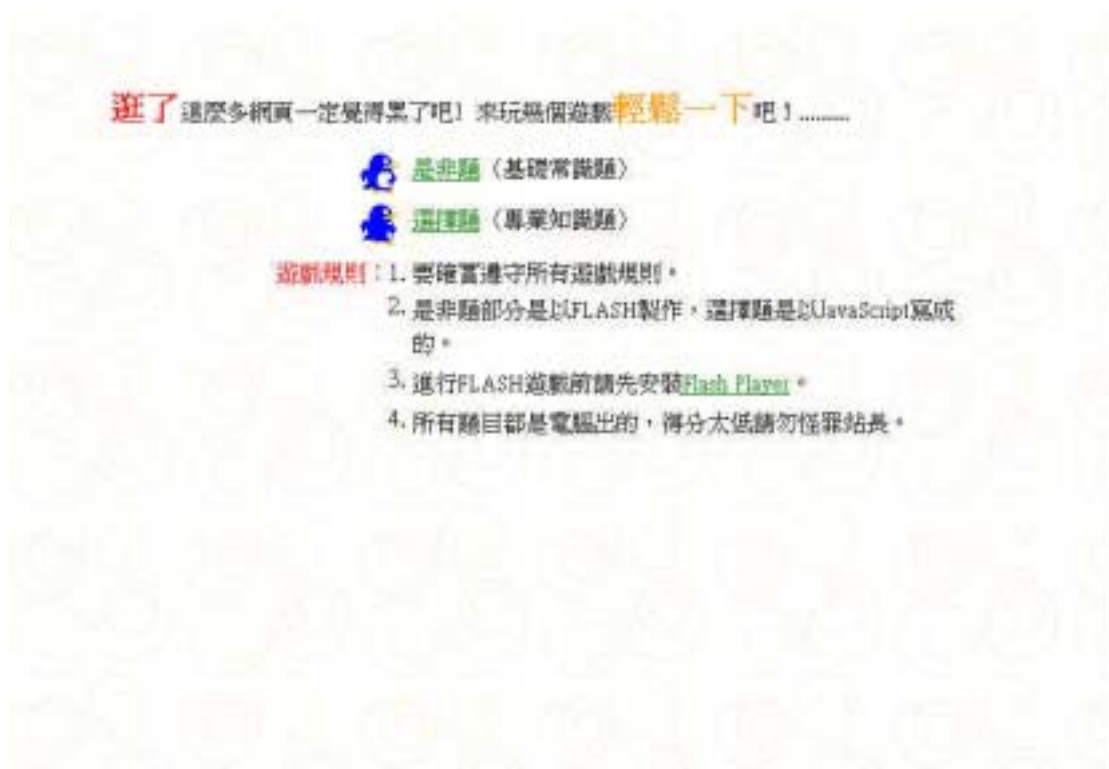 逛了這麼多網頁一定覺得累了吧! 來玩幾個遊戲輕鬆一下吧!.........
是非題（基礎常識題）
選擇題（專業知識題）
遊戲規則：1. 要確實遵守所有遊戲規則。
2. 是非題部分是以FLASH製作，選擇題是以JavaScript寫成
的。
3. 進行FLASH遊戲前請先安裝Flash Player。
4. 所有題目都是電腦出的，得分太低請勿怪罪站長。